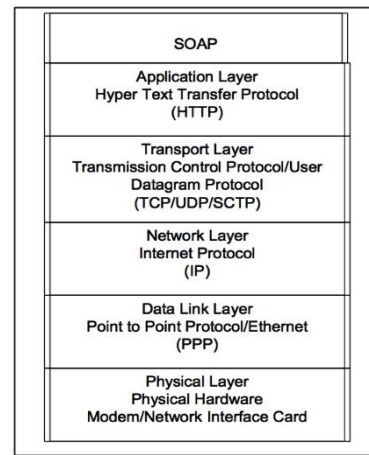 SOAP
Application Layer
Hyper Text Transfer Protocol
(HTTP)
Transport Layer
Transmission Control Protocol/User
Datagram Protocol
(TCP/UDP/SCTP)
Network Layer
Internet Protocol
(IP)
Data Link Layer
Point to Point Protocol/Ethernet
(PPP)
Physical Layer
Physical Hardware
Modem/Network Interface Card